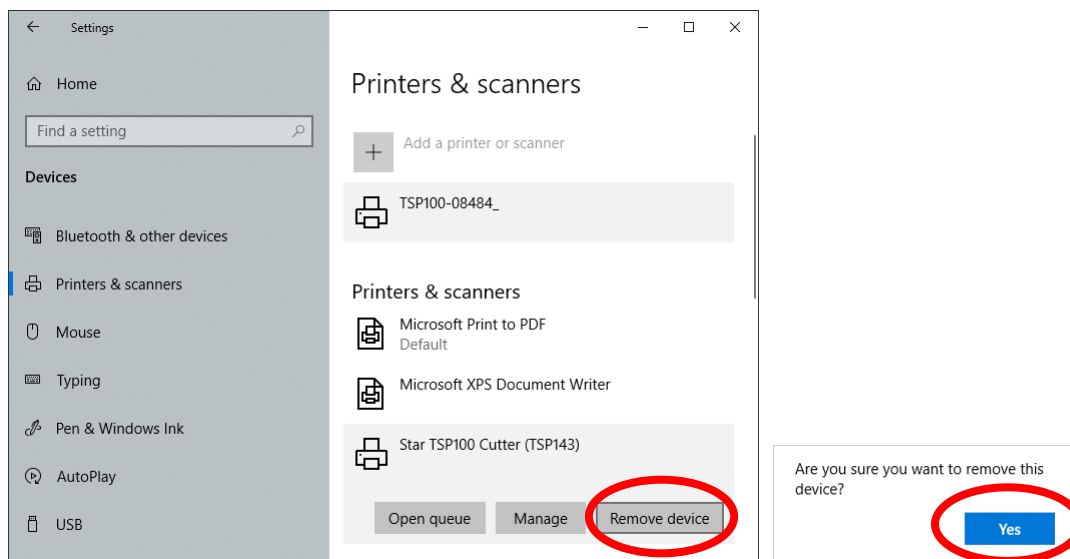 Settings
Home
Find a setting
Devices
Bluetooth & other devices
Printers & scanners
Mouse
Typing
Pen & Windows Ink
AutoPlay
USB
Printers & scanners
Add a printer or scanner
TSP100-08484_
Printers & scanners
Microsoft Print to PDF
Default
Microsoft XPS Document Writer
Star TSP100 Cutter (TSP143)
Open queue Manage Remove device
Are you sure you want to remove this
device?
Yes